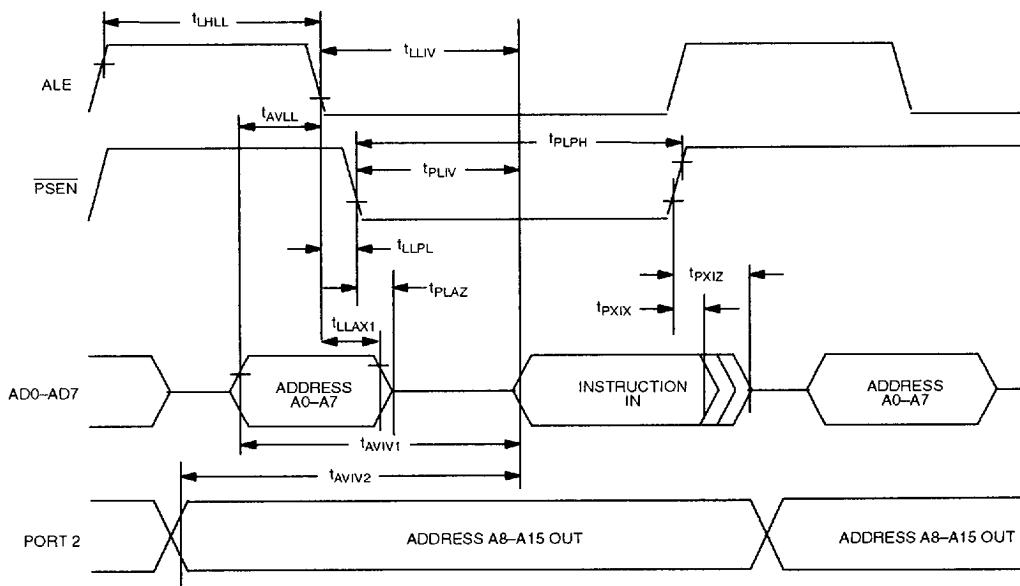 tLHLL
tLLIV
ALE
tAVLL
tPLPH
PSEN
tPLIV
tLLPL
tPXIZ
tPLAZ
tPXIX
tLLAX1
AD0–AD7
ADDRESS
A0–A7
INSTRUCTION
IN
ADDRESS
A0–A7
tAVIV1
tAVIV2
PORT 2
ADDRESS A8–A15 OUT
ADDRESS A8–A15 OUT